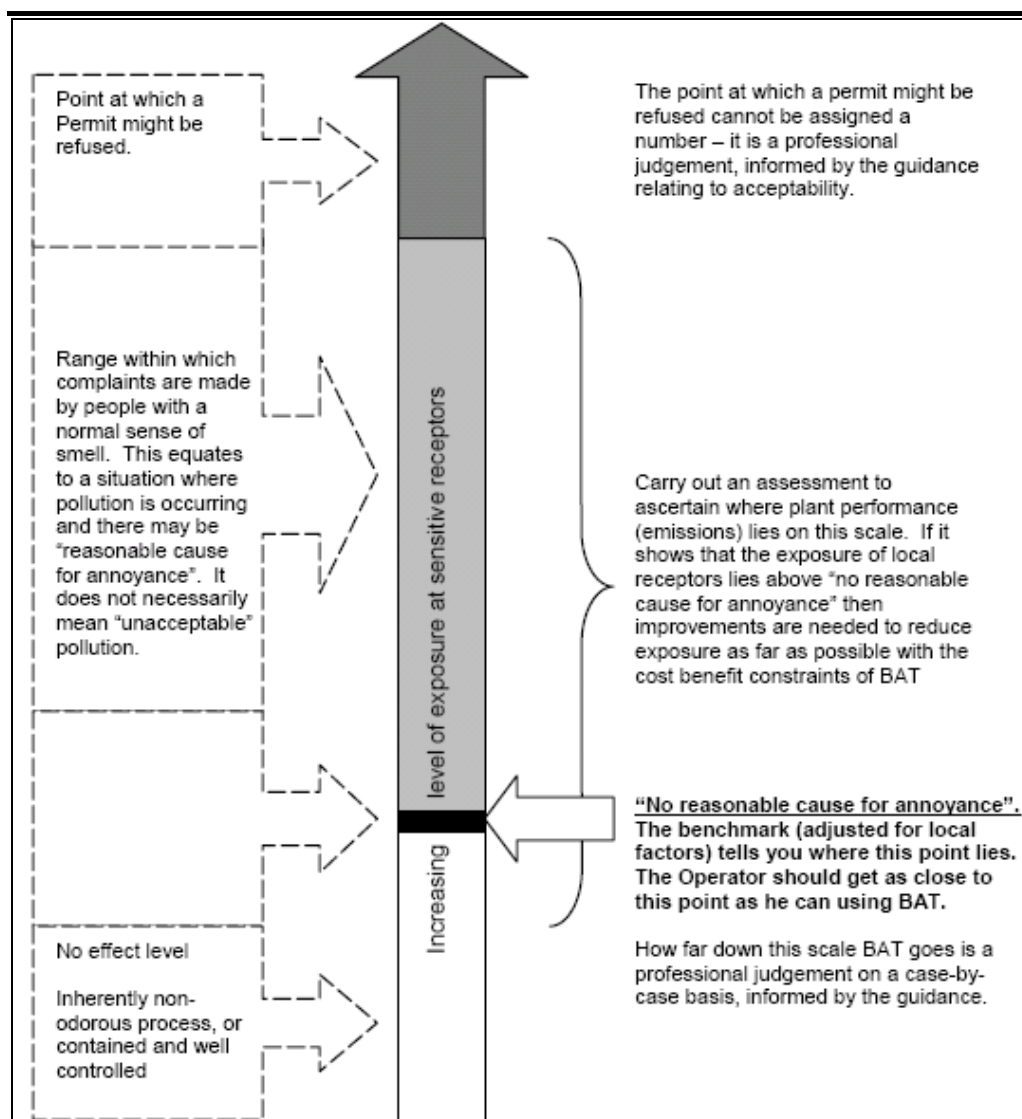 Point at which a
Permit might be
refused.
The point at which a permit might be
refused cannot be assigned a
number – it is a professional
judgement, informed by the guidance
relating to acceptability.
Range within which
complaints are made
by people with a
normal sense of
smell. This equates
to a situation where
pollution is occurring
and there may be
“reasonable cause
for annoyance”. It
does not necessarily
mean “unacceptable”
pollution.
Increasing level of exposure at sensitive receptors
Carry out an assessment to
ascertain where plant performance
(emissions) lies on this scale. If it
shows that the exposure of local
receptors lies above “no reasonable
cause for annoyance” then
improvements are needed to reduce
exposure as far as possible with the
cost benefit constraints of BAT
“No reasonable cause for annoyance”.
The benchmark (adjusted for local
factors) tells you where this point lies.
The Operator should get as close to
this point as he can using BAT.
No effect level
Inherently non-
odorous process, or
contained and well
controlled
How far down this scale BAT goes is a
professional judgement on a case-by-
case basis, informed by the guidance.